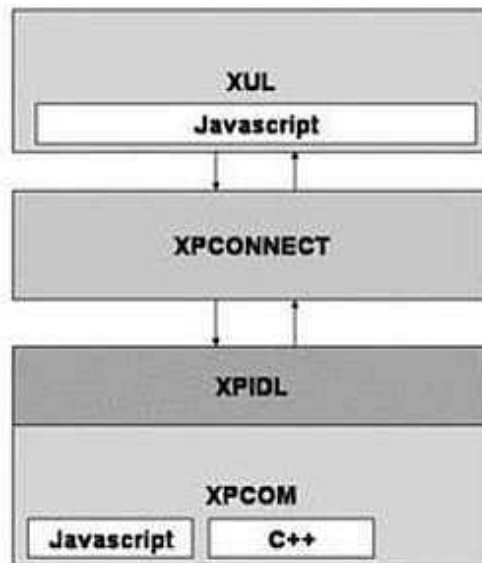 XUL
Javascript
XPCONNECT
XPIDL
XPCOM
Javascript C++